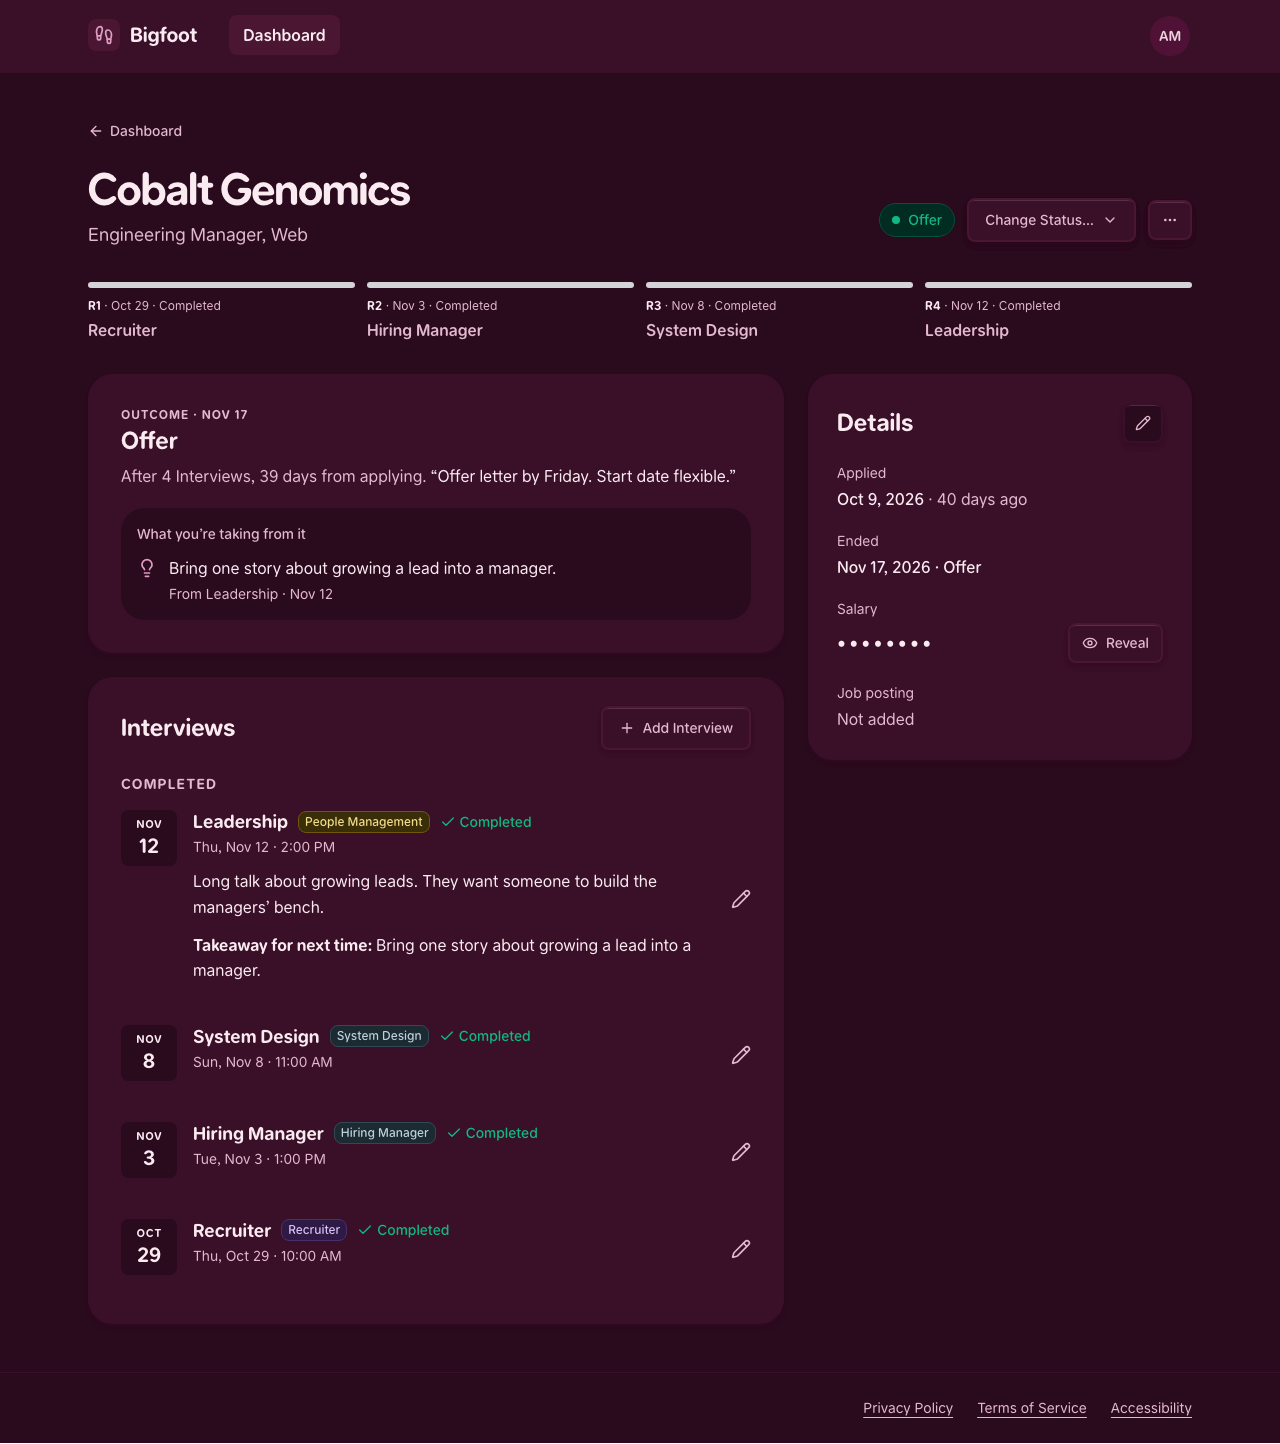 Bigfoot
Dashboard
AM
Dashboard
Cobalt Genomics
Engineering Manager, Web
Offer
Change Status...
R1 · Oct 29 · Completed
Recruiter
R2 · Nov 3 · Completed
Hiring Manager
R3 · Nov 8 · Completed
System Design
R4 · Nov 12 · Completed
Leadership
OUTCOME · NOV 17
Offer
After 4 Interviews, 39 days from applying. “Offer letter by Friday. Start date flexible.”
What you’re taking from it
Bring one story about growing a lead into a manager.
From Leadership · Nov 12
Details
Applied
Oct 9, 2026 · 40 days ago
Ended
Nov 17, 2026 · Offer
Salary
••••••••
Reveal
Job posting
Not added
Interviews
Add Interview
COMPLETED
NOV
12
Leadership
People Management
Completed
Thu, Nov 12 · 2:00 PM
Long talk about growing leads. They want someone to build the
managers’ bench.
Takeaway for next time: Bring one story about growing a lead into a
manager.
NOV
8
System Design
System Design
Completed
Sun, Nov 8 · 11:00 AM
NOV
3
Hiring Manager
Hiring Manager
Completed
Tue, Nov 3 · 1:00 PM
OCT
29
Recruiter
Recruiter
Completed
Thu, Oct 29 · 10:00 AM
Privacy Policy
Terms of Service
Accessibility